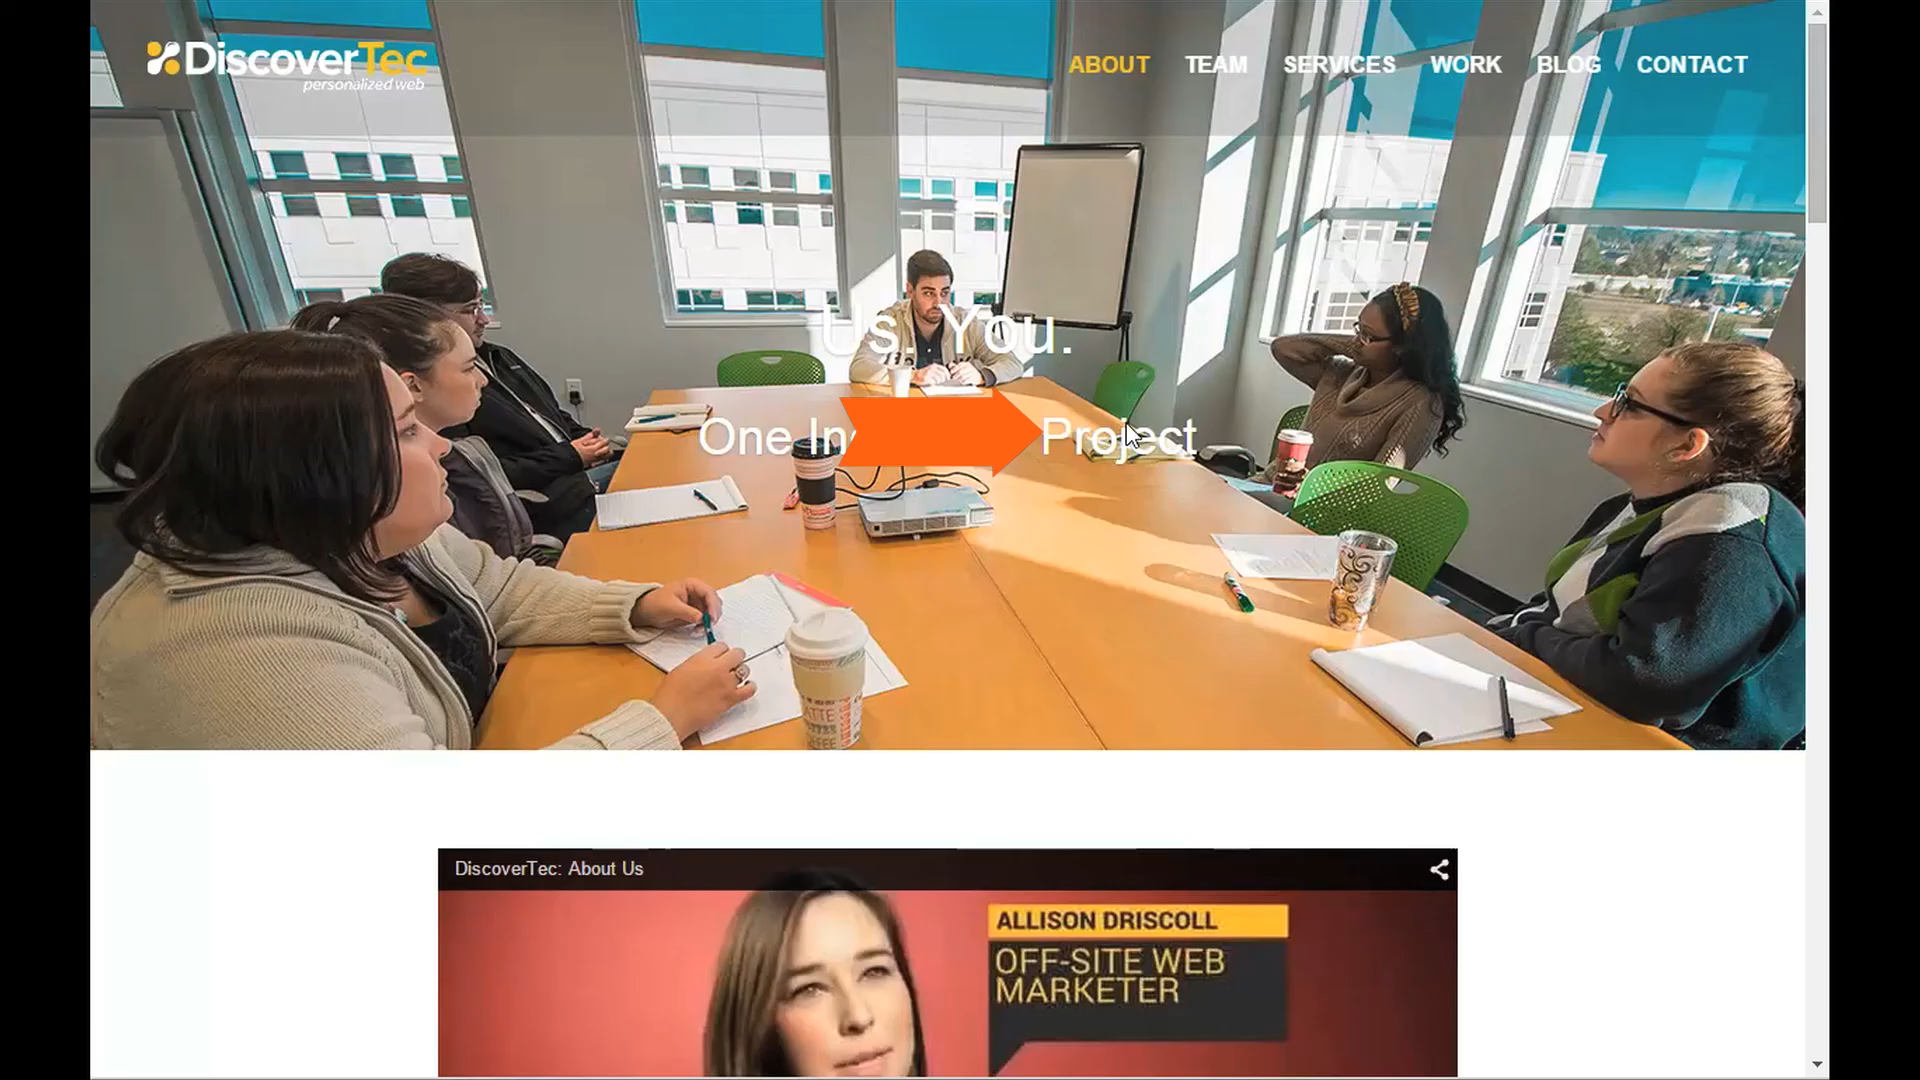 DiscoverTec
personalized web
ABOUT TEAM SERVICES WORK BLOG CONTACT
Us. You.
One Project
DiscoverTec: About Us
ALLISON DRISCOLL
OFF-SITE WEB
MARKETER
LATTE